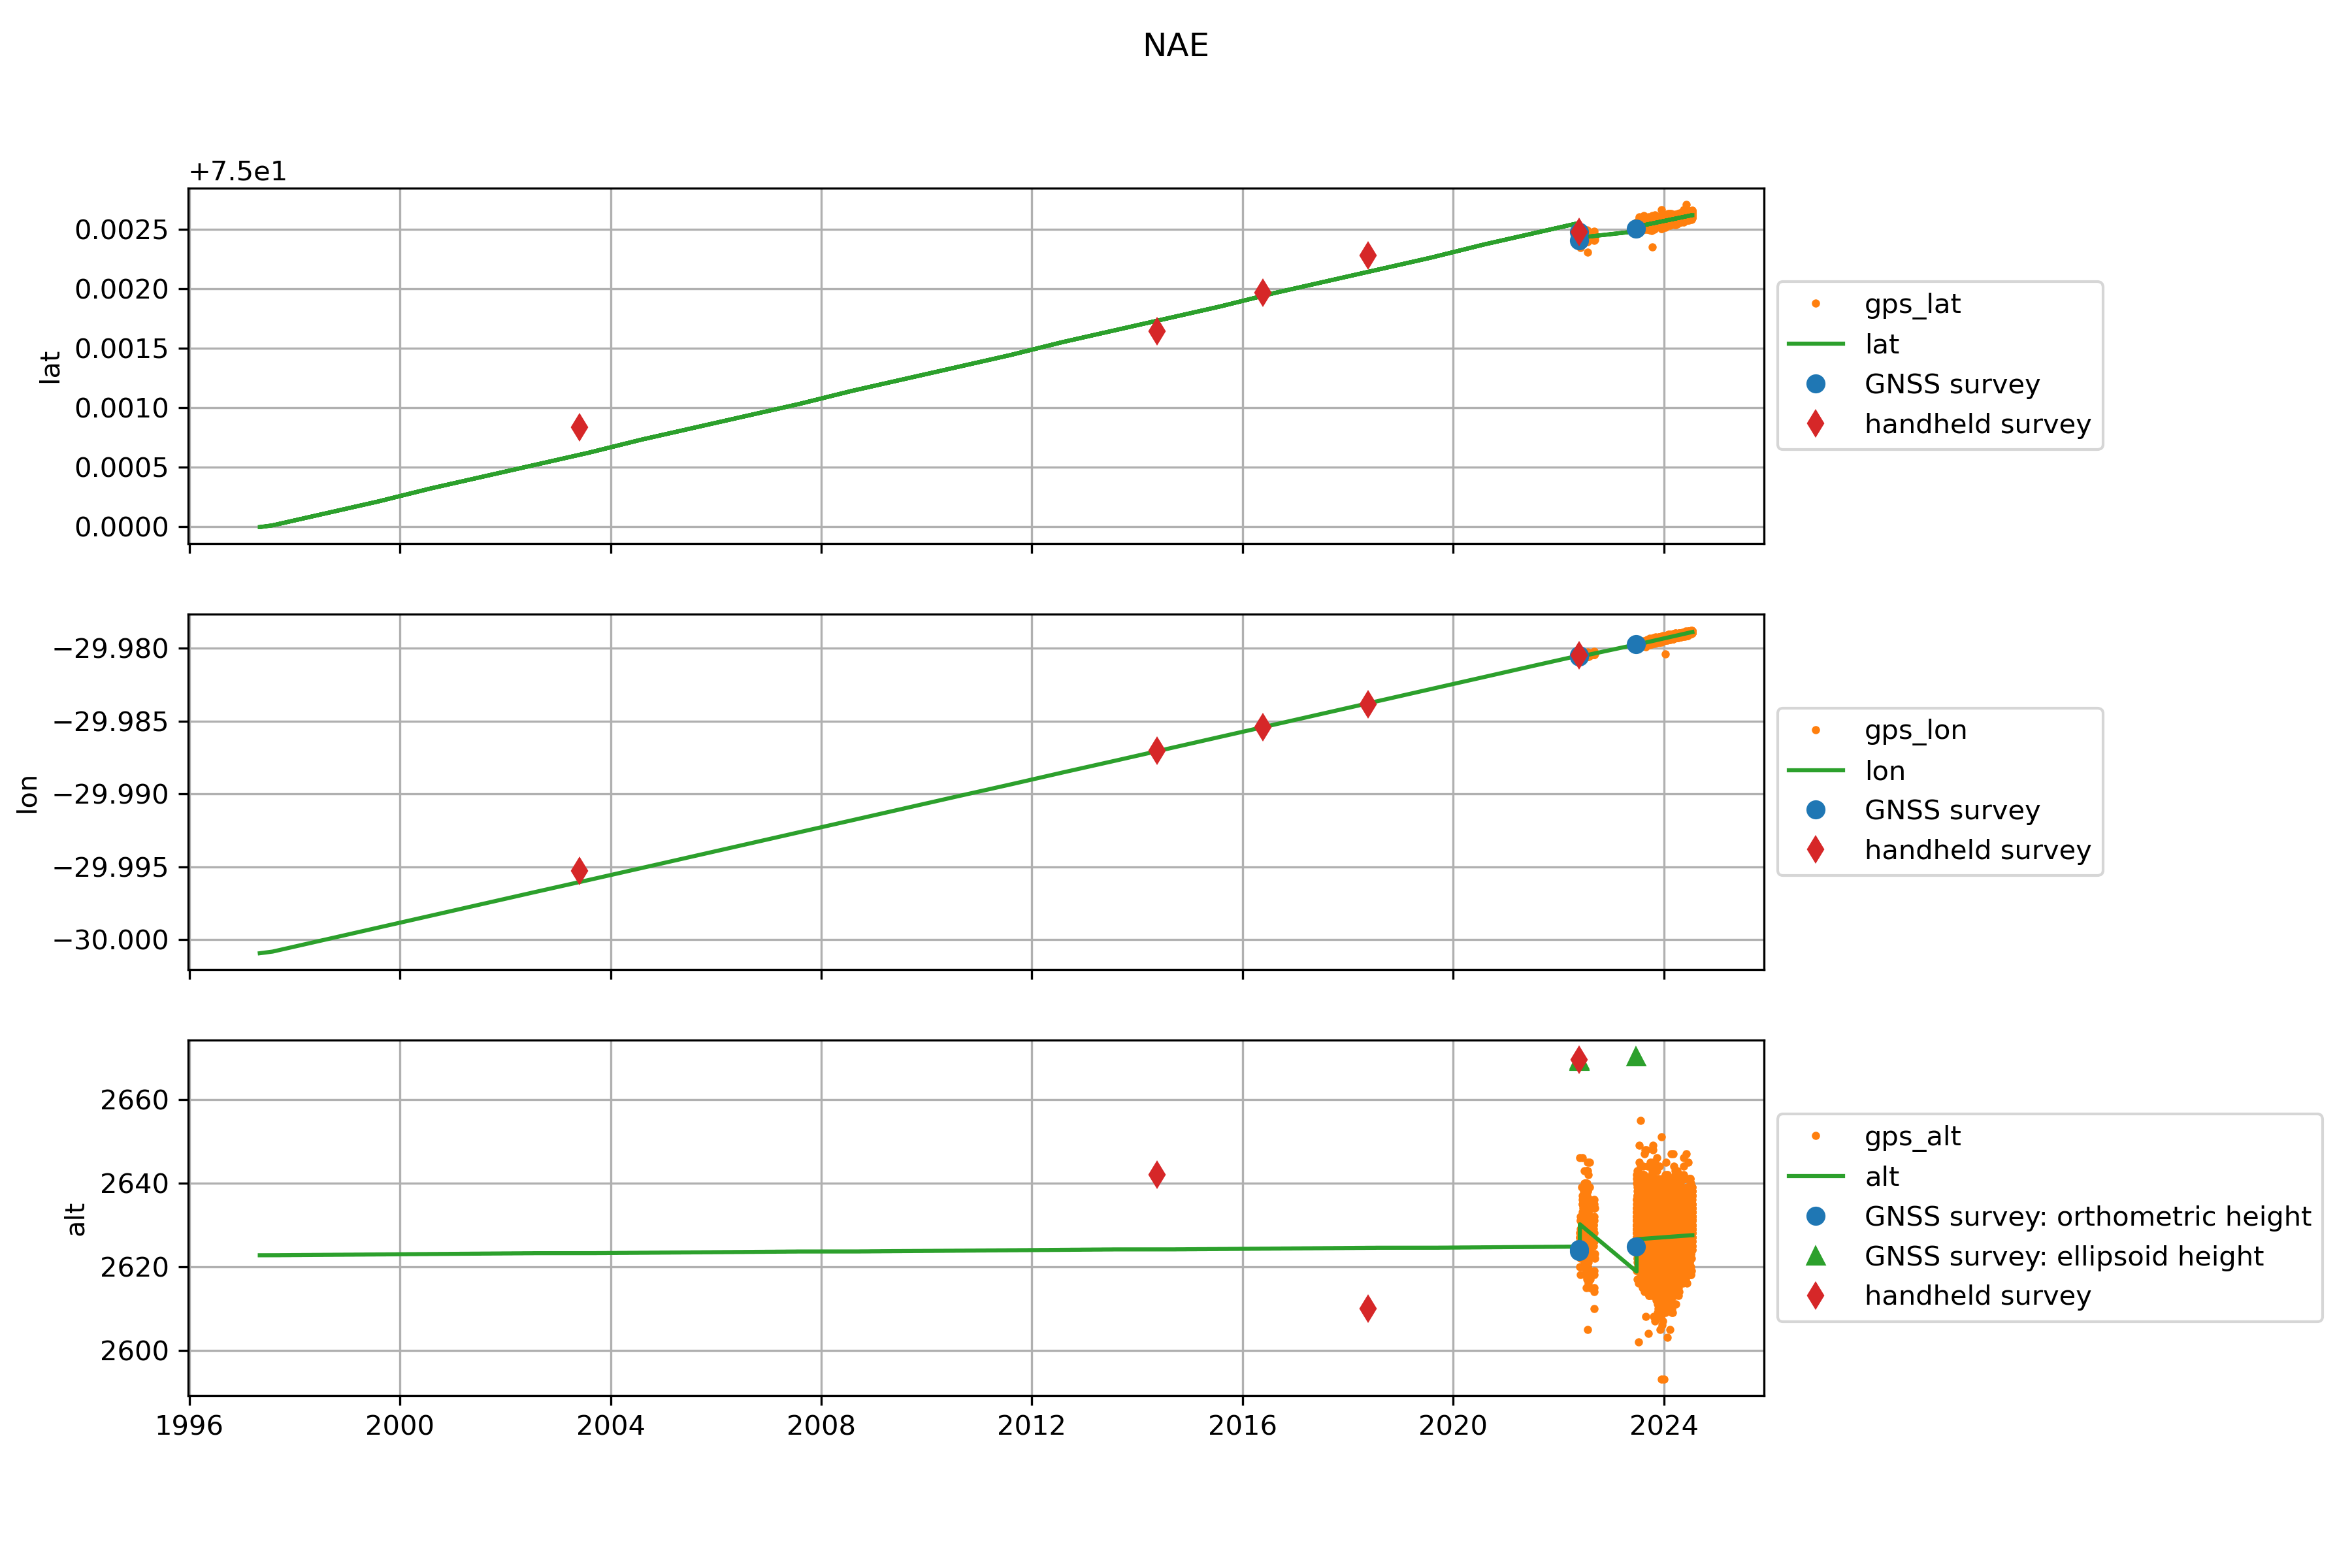 NAE
+7.5e1
0.0025
0.0020
0.0015
0.0010
0.0005
0.0000
lat
gps_lat
lat
GNSS survey
handheld survey
−29.980
−29.985
−29.990
−29.995
−30.000
lon
gps_lon
lon
GNSS survey
handheld survey
2660
2640
2620
2600
alt
gps_alt
alt
GNSS survey: orthometric height
GNSS survey: ellipsoid height
handheld survey
1996 2000 2004 2008 2012 2016 2020 2024